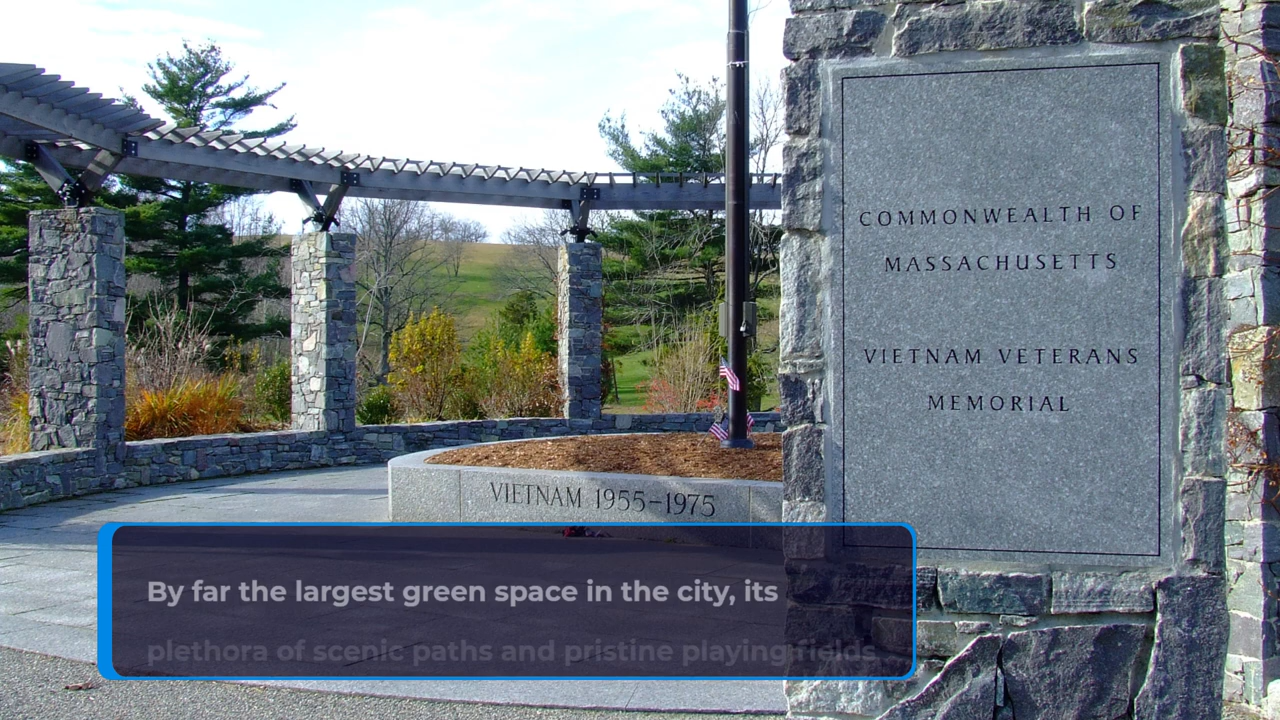 COMMONWEALTH OF
MASSACHUSETTS
VIETNAM VETERANS
MEMORIAL
VIETNAM 1955-1975
By far the largest green space in the city, its
plethora of scenic paths and pristine playing fields